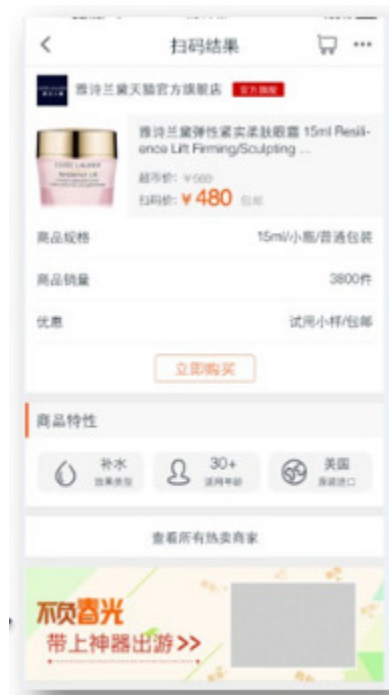 扫码结果
雅诗兰黛天猫官方旗舰店 官方旗舰
雅诗兰黛弹性紧实柔肤眼霜 15ml Resili-
ence Lift Firming/Sculpting ...
ESTEE LAUDER
超市价:
扫码价: ¥480 包邮
商品规格 15ml/小瓶/普通包装
商品销量 3800件
优惠 试用小样/包邮
立即购买
商品特性
补水
效果类型
30+
适用年龄
美国
原装进口
查看所有热卖商家
不负春光
带上神器出游>>